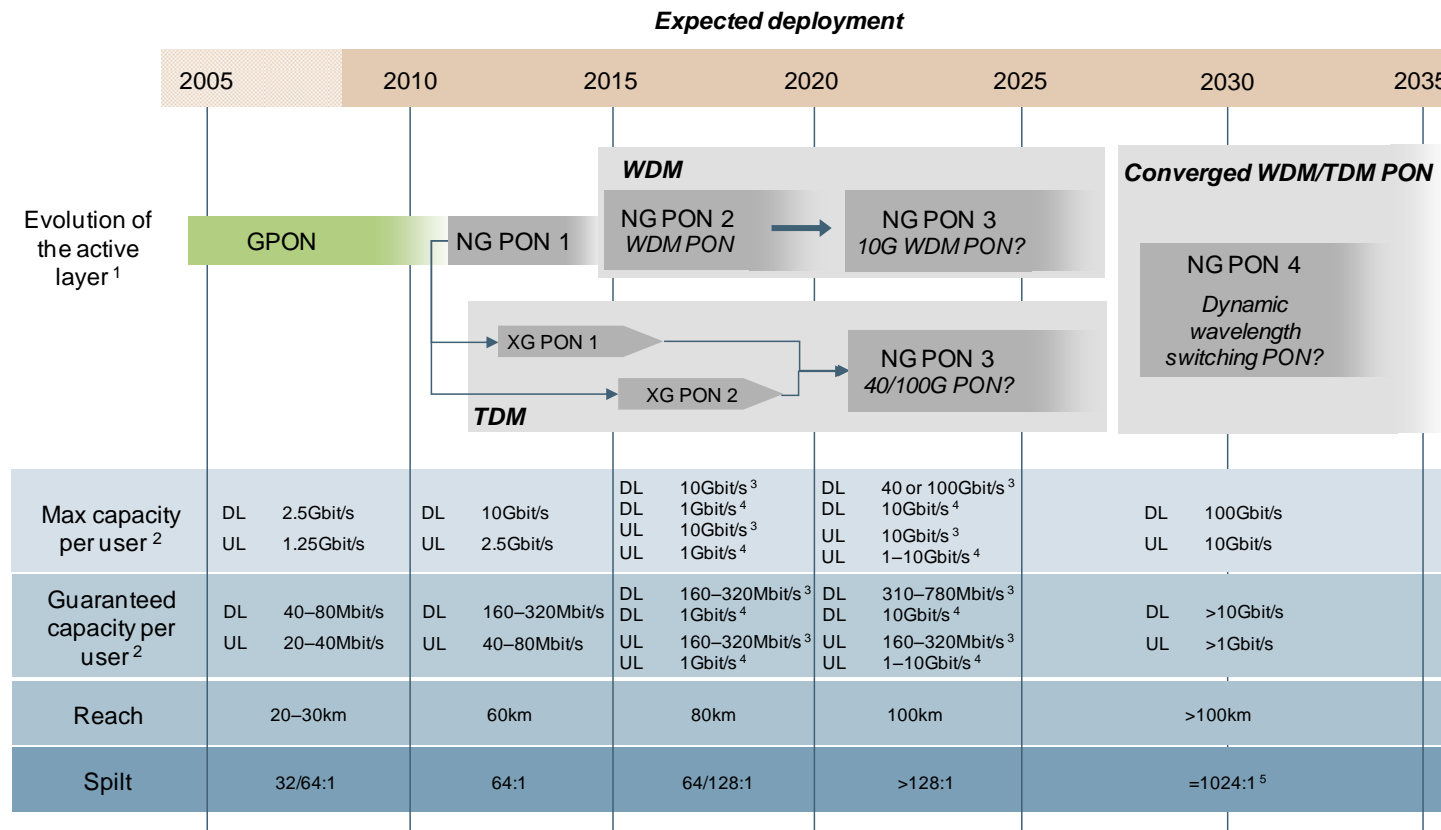 Expected deployment
2005 2010 2015 2020 2025 2030 2035
Evolution of
the active
layer 1
GPON
NG PON 1
WDM
NG PON 2
WDM PON
NG PON 3
10G WDM PON?
XG PON 1
XG PON 2
TDM
NG PON 3
40/100G PON?
Converged WDM/TDM PON
NG PON 4
Dynamic
wavelength
switching PON?
Max capacity
per user 2
DL 2.5Gbit/s
UL 1.25Gbit/s
DL 10Gbit/s
UL 2.5Gbit/s
DL 10Gbit/s 3
DL 1Gbit/s 4
UL 10Gbit/s 3
UL 1Gbit/s 4
DL 40 or 100Gbit/s 3
DL 10Gbit/s 4
UL 10Gbit/s 3
UL 1–10Gbit/s 4
DL 100Gbit/s
UL 10Gbit/s
Guaranteed
capacity per
user 2
DL 40–80Mbit/s
UL 20–40Mbit/s
DL 160–320Mbit/s
UL 40–80Mbit/s
DL 160–320Mbit/s 3
DL 1Gbit/s 4
UL 160–320Mbit/s 3
UL 1Gbit/s 4
DL 310–780Mbit/s 3
DL 10Gbit/s 4
UL 160–320Mbit/s 3
UL 1–10Gbit/s 4
DL >10Gbit/s
UL >1Gbit/s
Reach 20–30km 60km 80km 100km >100km
Spilt 32/64:1 64:1 64/128:1 >128:1 =1024:1 5